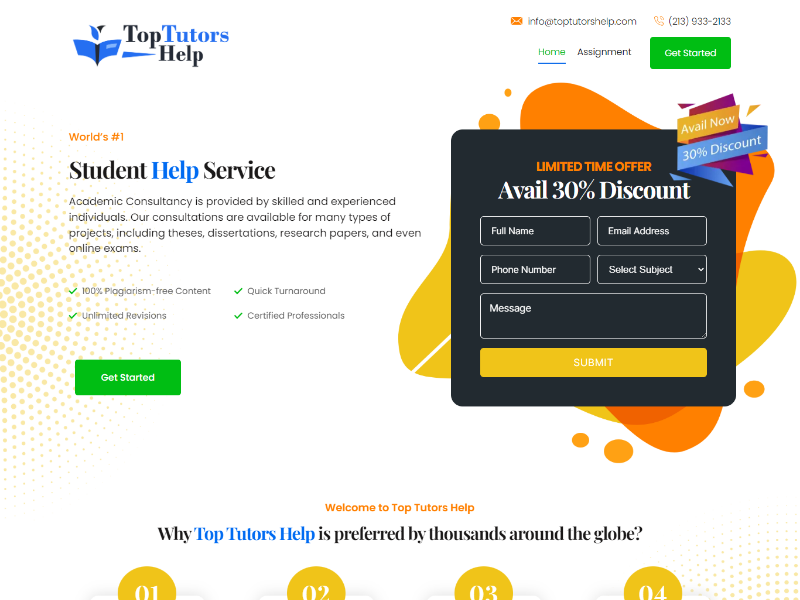 TopTutors
Help
info@toptutorshelp.com
(213) 933-2133
Home
Assignment
Get Started
World's #1
Student Help Service
Academic Consultancy is provided by skilled and experienced
individuals. Our consultations are available for many types of
projects, including theses, dissertations, research papers, and even
online exams.
100% Plagiarism-free Content
Quick Turnaround
Unlimited Revisions
Certified Professionals
Get Started
Avail Now
30% Discount
LIMITED TIME OFFER
Avail 30% Discount
Full Name
Email Address
Phone Number
Select Subject
Message
SUBMIT
Welcome to Top Tutors Help
Why Top Tutors Help is preferred by thousands around the globe?
01
02
03
04